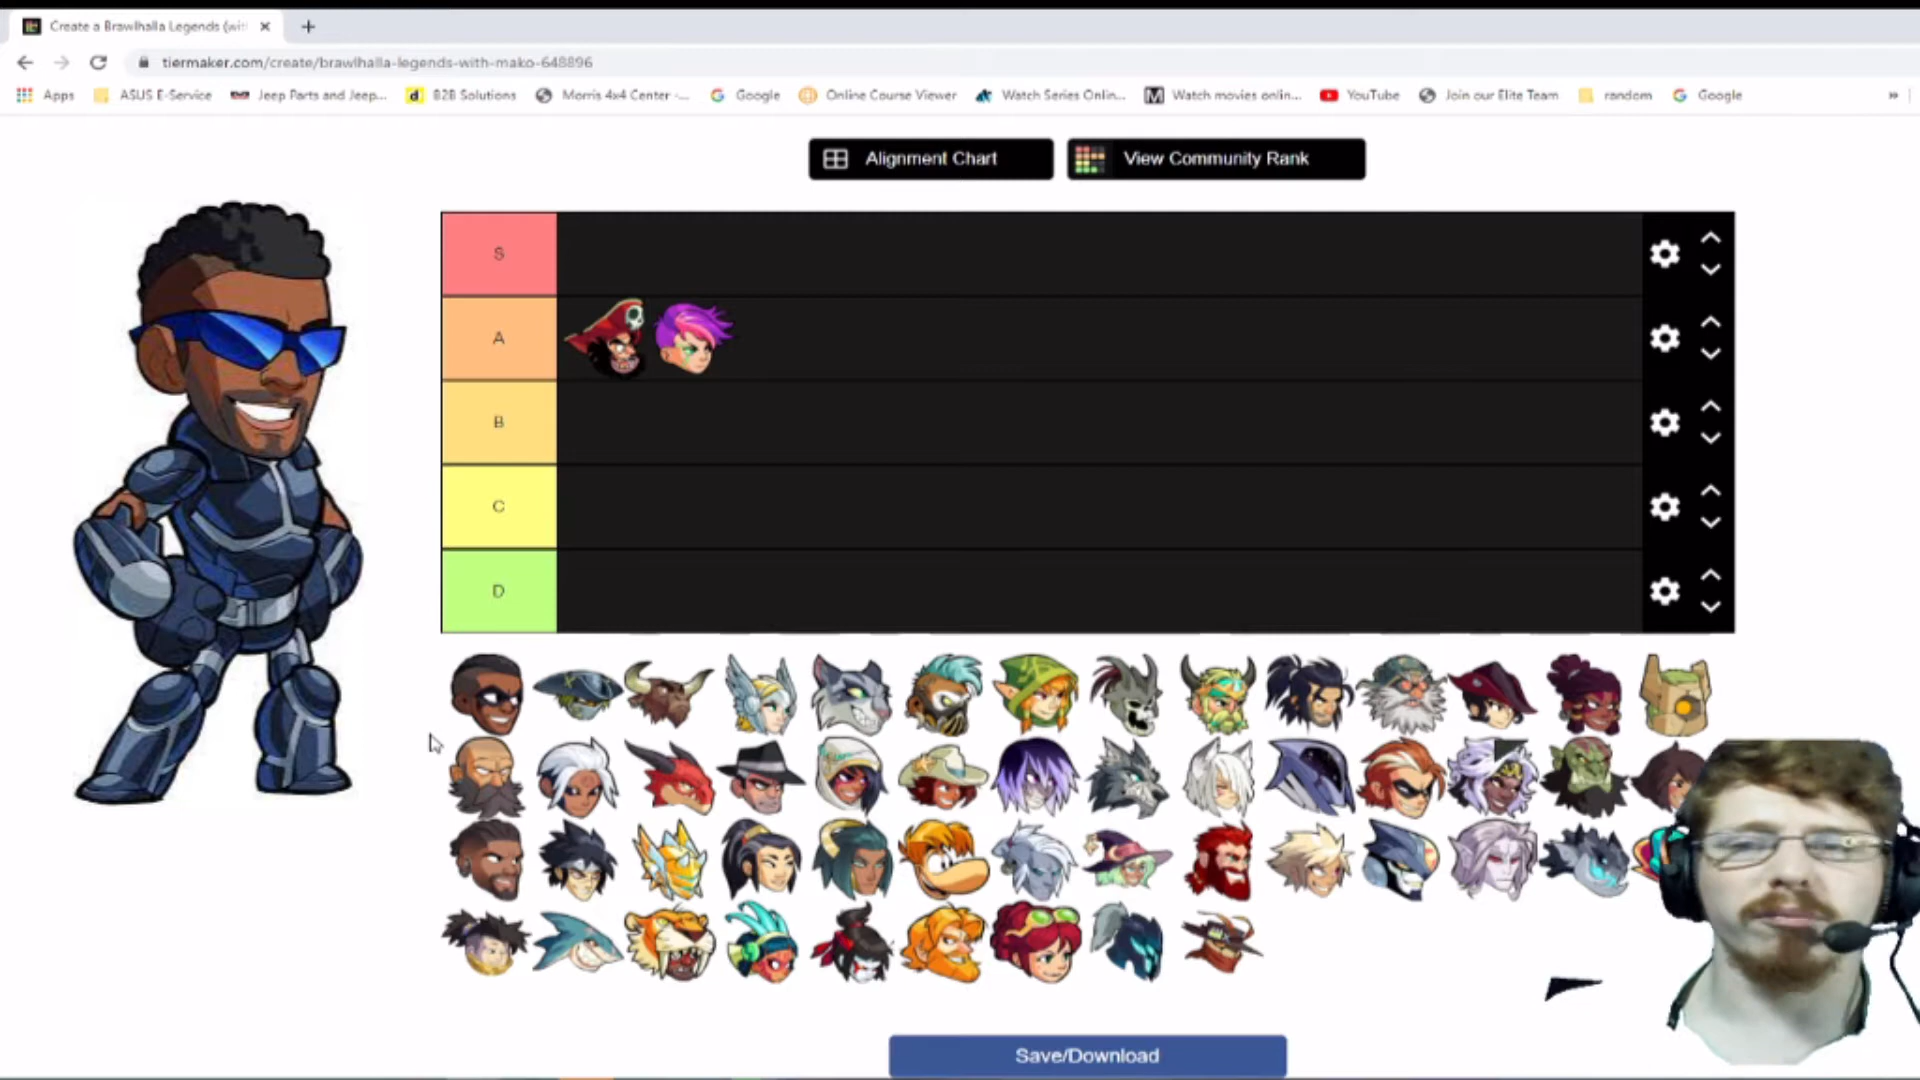 Create a Brawlhalla Legends (wit
tiermaker.com/create/brawlhalla-legends-with-mako-648896
Apps ASUS E-Service Jeep Parts and Jeep... B2B Solutions Morris 4x4 Center -... Google Online Course Viewer Watch Series Onlin... Watch movies onlin... YouTube Join our Elite Team random Google »
Alignment Chart View Community Rank
S
A
B
C
D
Save/Download